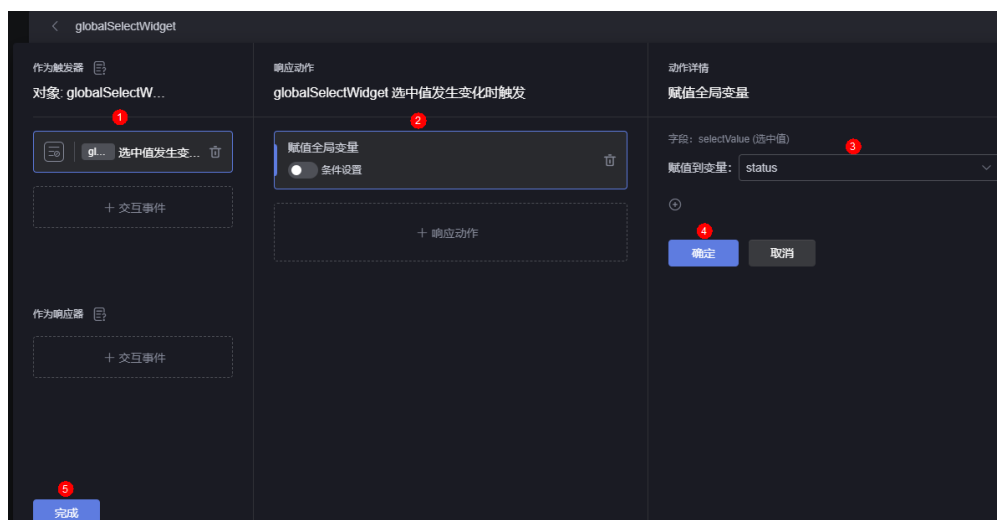 globalSelectWidget
作为触发器
对象: globalSelectW...
1
gl... 选中值发生变...
+ 交互事件
作为响应器
+ 交互事件
5
完成
响应动作
globalSelectWidget 选中值发生变化时触发
2
赋值全局变量
条件设置
+ 响应动作
动作详情
赋值全局变量
字段：selectValue (选中值)
3
赋值到变量： status
4
确定 取消